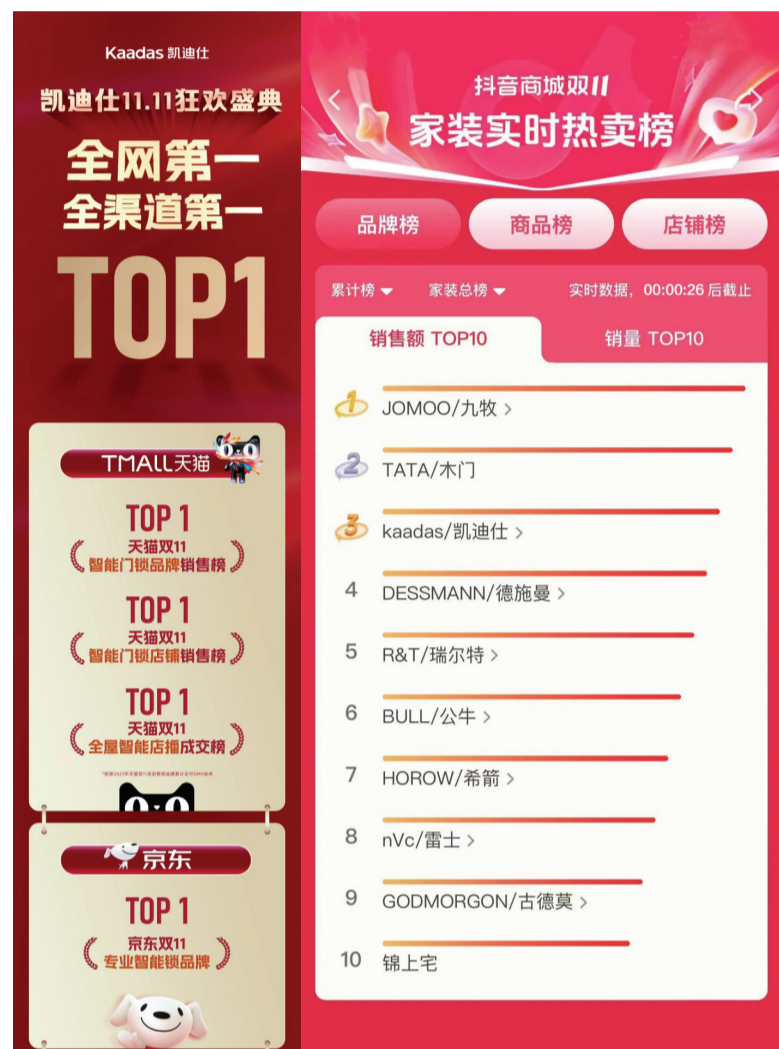 Kaadas 凯迪仕
凯迪仕11.11狂欢盛典
全网第一
全渠道第一
TOP1
TMALL天猫
TOP 1
天猫双11
智能门锁品牌销售榜
TOP 1
天猫双11
智能门锁店铺销售榜
TOP 1
天猫双11
全屋智能店播成交榜
京东
TOP 1
京东双11
专业智能锁品牌
抖音商城双11
家装实时热卖榜
品牌榜
商品榜
店铺榜
累计榜
家装总榜
实时数据，00:00:26 后截止
销售额 TOP10
销量 TOP10
1
JOMOO/九牧 >
2
TATA/木门
3
kaadas/凯迪仕 >
4
DESSMANN/德施曼 >
5
R&T/瑞尔特 >
6
BULL/公牛 >
7
HOROW/希箭 >
8
nVc/雷士 >
9
GODMORGON/古德莫 >
10
锦上宅